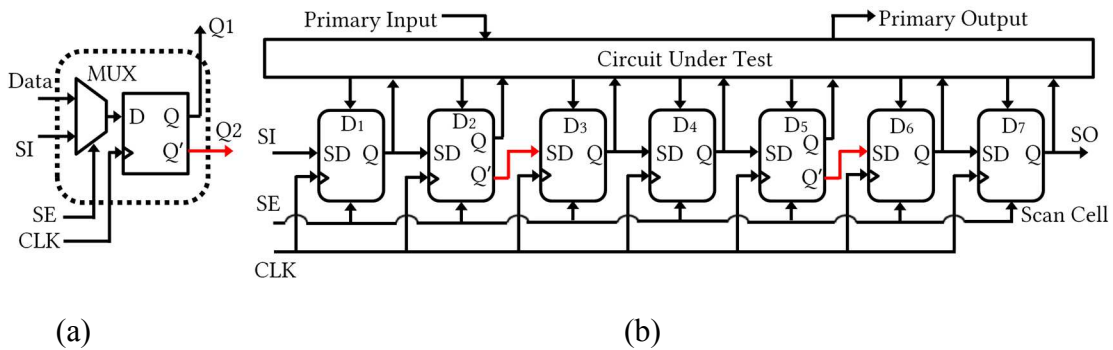 Q1
MUX
Data
D
Q
Q'
Q2
SI
SE
CLK
(a)
Primary Input
Primary Output
Circuit Under Test
D1
D2
D3
D4
D5
D6
D7
SI
SD
Q
SD
Q
Q'
SD
Q
SD
Q
SD
Q
Q'
SD
Q
SD
Q
SO
SE
Scan Cell
CLK
(b)